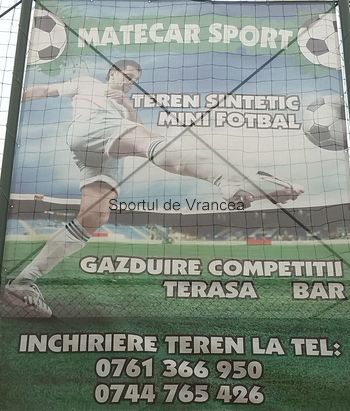 MATECAR SPORT
TEREN SINTETIC
MINI FOTBAL
Sportul de Vrancea
GAZDUIRE COMPETITII
TERASA BAR
INCHIRIERE TEREN LA TEL:
0761 366 950
0744 765 426